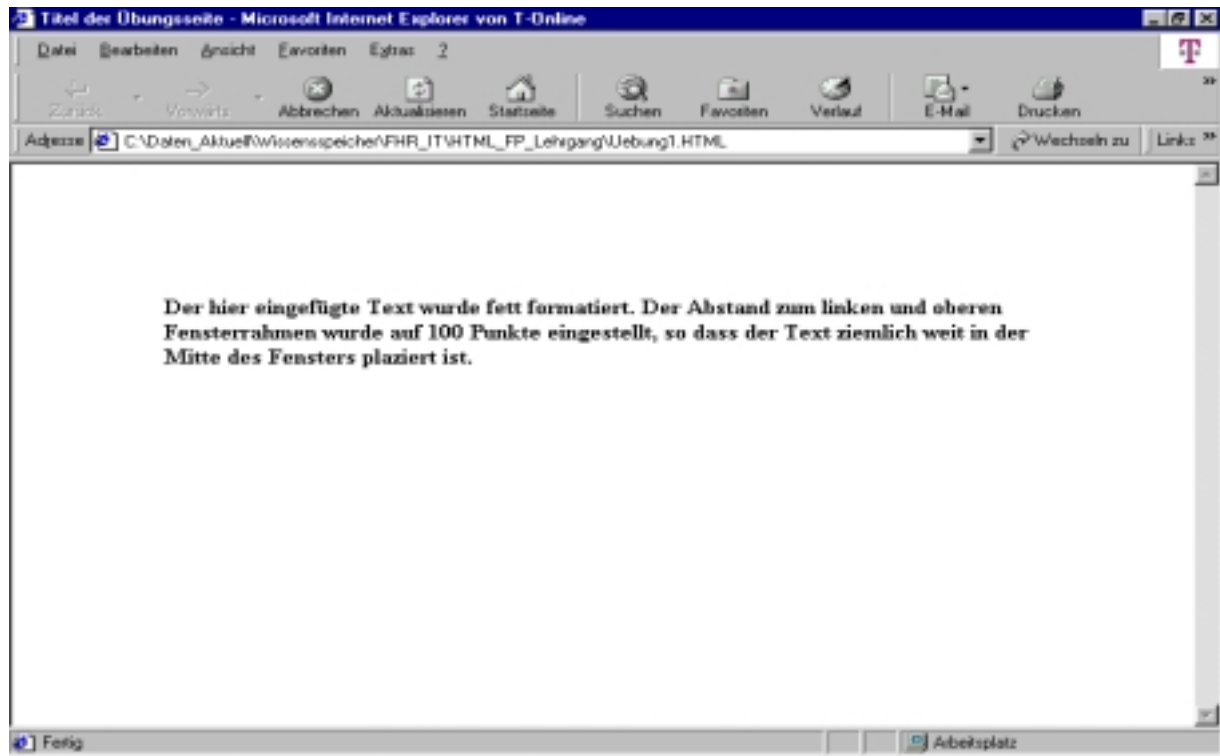 Titel der Übungsseite - Microsoft Internet Explorer von T-Online
Datei Bearbeiten Ansicht Favoriten Extras ?
T
Zurück Vorwärts Abbrechen Aktualisieren Startseite Suchen Favoriten Verlauf E-Mail Drucken
Adresse C:\Daten_Aktuell\Wissensspeicher\FHR_IT\HTML_FP_Lehrgang\Uebung1.HTML Wechseln zu Links
Der hier eingefügte Text wurde fett formatiert. Der Abstand zum linken und oberen
Fensterrahmen wurde auf 100 Punkte eingestellt, so dass der Text ziemlich weit in der
Mitte des Fensters plaziert ist.
Fertig Arbeitsplatz